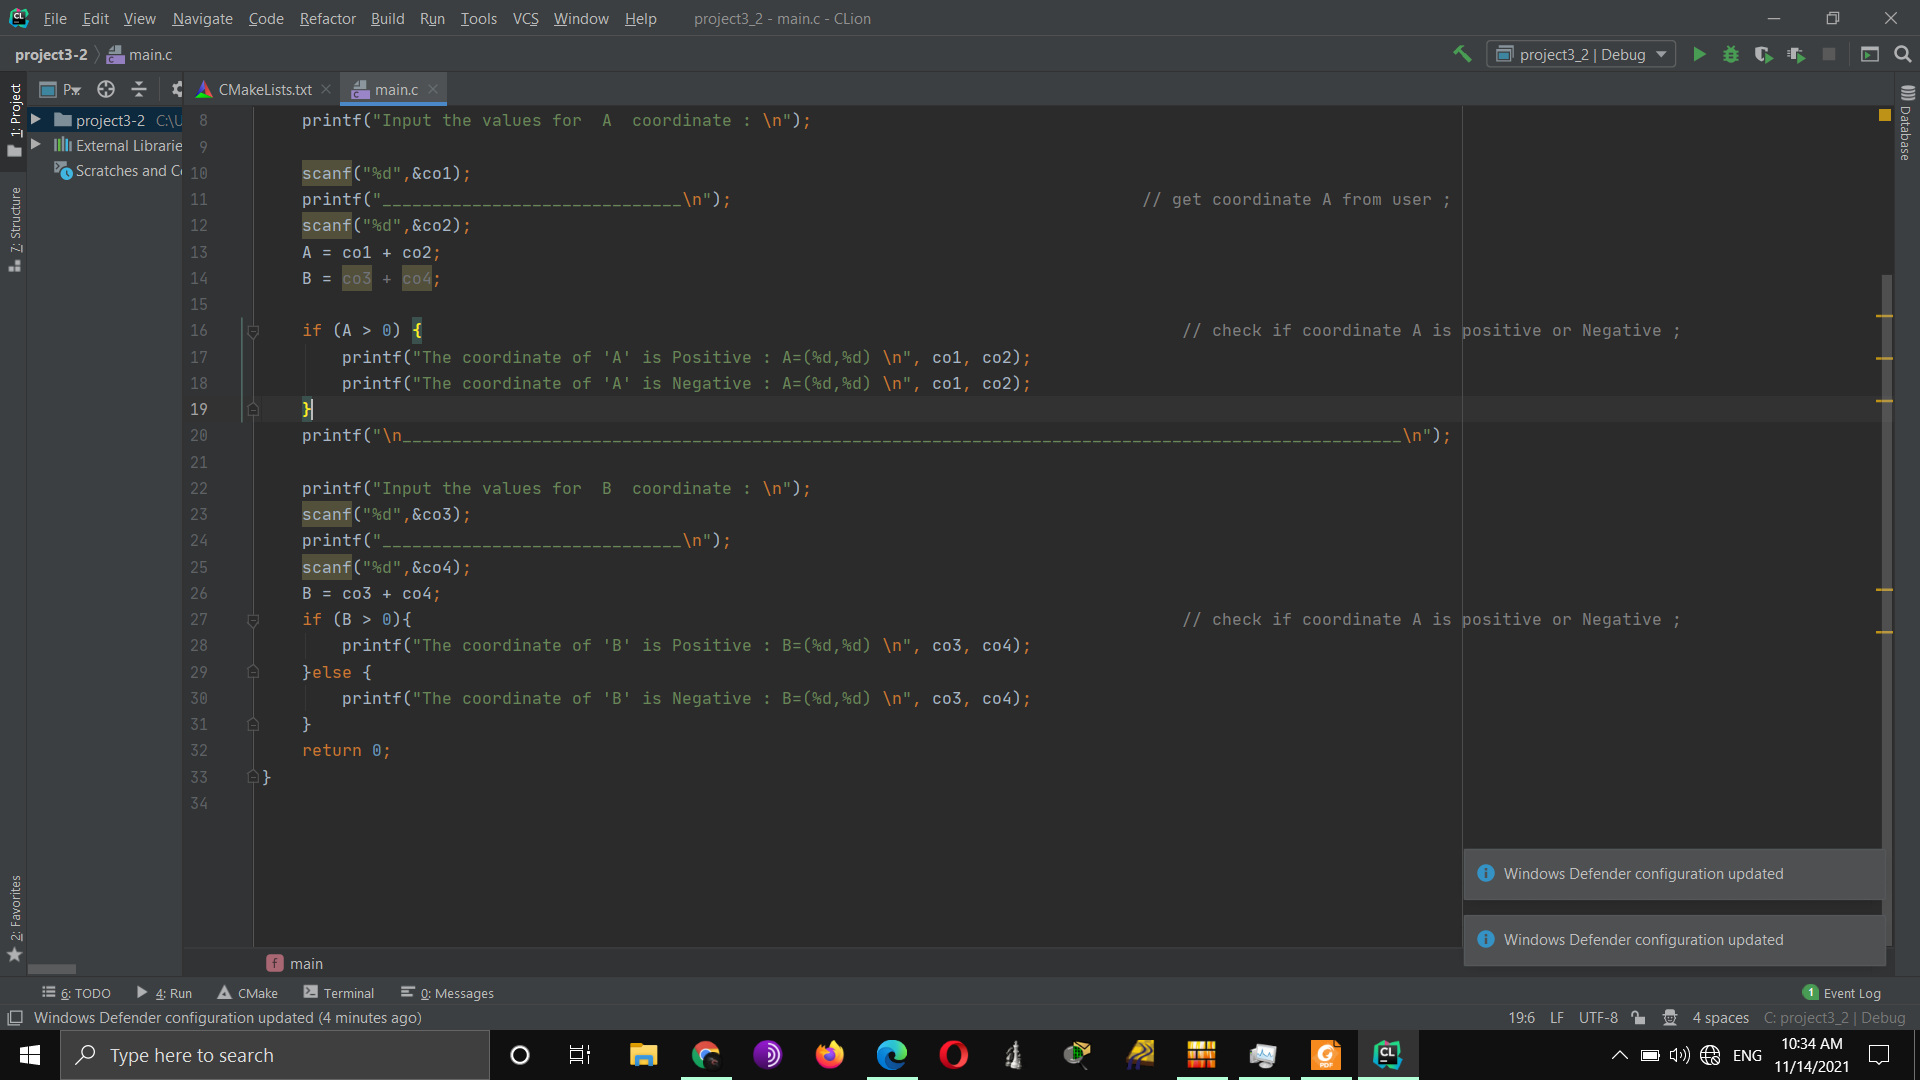 File Edit View Navigate Code Refactor Build Run Tools VCS Window Help project3_2 - main.c - CLion
project3-2 main.c project3_2 | Debug
1: Project
7: Structure
2: Favorites
P
project3-2 C:\U
External Librarie
Scratches and C
CMakeLists.txt main.c
Database
8 printf("Input the values for  A  coordinate : \n");
9
10 scanf("%d",&co1);
11 printf("______________________________\n"); // get coordinate A from user ;
12 scanf("%d",&co2);
13 A = co1 + co2;
14 B = co3 + co4;
15
16 if (A > 0) { // check if coordinate A is positive or Negative ;
17 printf("The coordinate of 'A' is Positive : A=(%d,%d) \n", co1, co2);
18 printf("The coordinate of 'A' is Negative : A=(%d,%d) \n", co1, co2);
19 }
20 printf("\n____________________________________________________________________________________________________\n");
21
22 printf("Input the values for  B  coordinate : \n");
23 scanf("%d",&co3);
24 printf("______________________________\n");
25 scanf("%d",&co4);
26 B = co3 + co4;
27 if (B > 0){ // check if coordinate A is positive or Negative ;
28 printf("The coordinate of 'B' is Positive : B=(%d,%d) \n", co3, co4);
29 }else {
30 printf("The coordinate of 'B' is Negative : B=(%d,%d) \n", co3, co4);
31 }
32 return 0;
33 }
34
Windows Defender configuration updated
Windows Defender configuration updated
f main
6: TODO 4: Run CMake Terminal 0: Messages 1 Event Log
Windows Defender configuration updated (4 minutes ago) 19:6 LF UTF-8 4 spaces C: project3_2 | Debug
Type here to search ENG 10:34 AM
11/14/2021